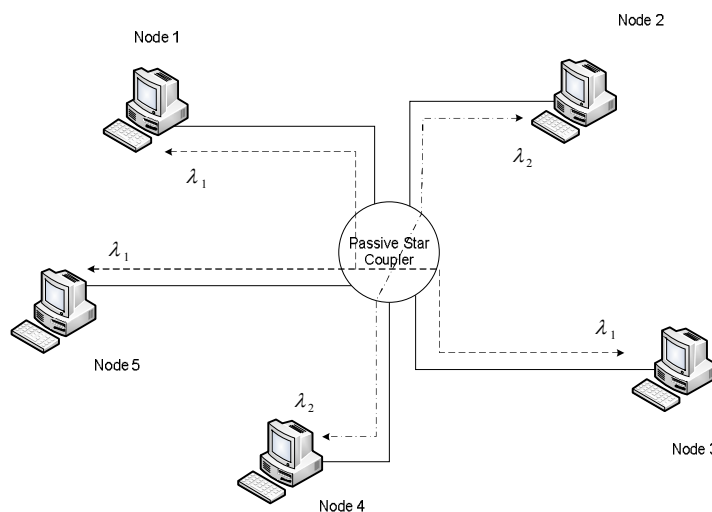 Node 1
Node 2
λ1
λ2
Passive Star
Coupler
λ1
λ1
Node 5
λ2
Node 3
Node 4